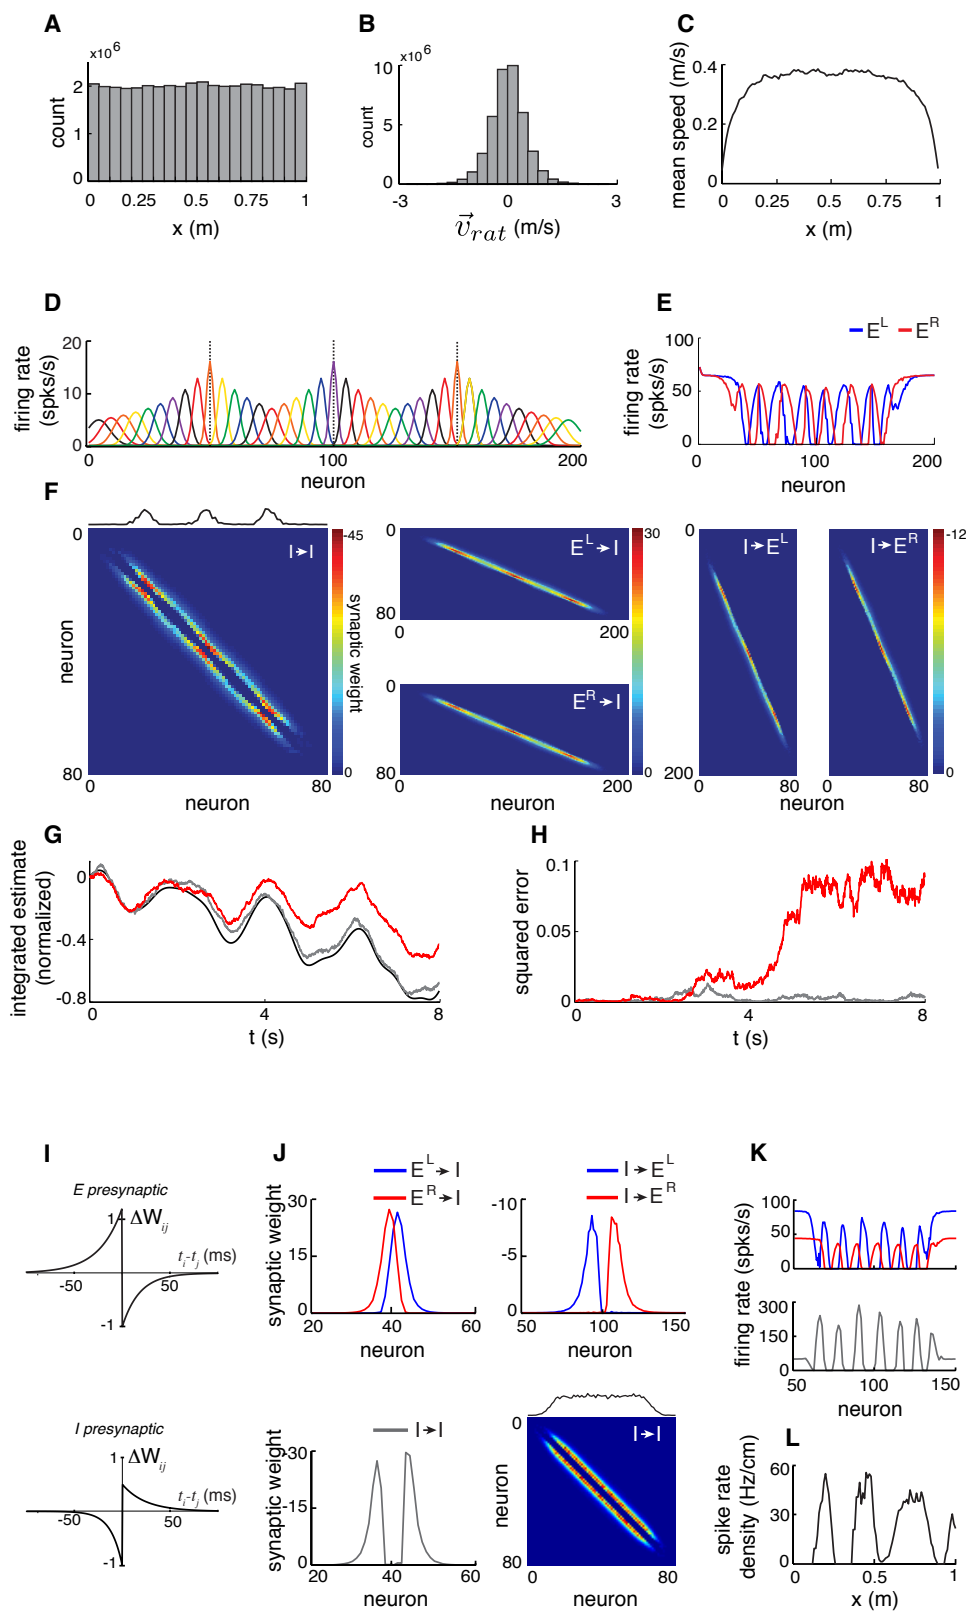 A
x10⁶
2
1
0
count
0
0.25
0.5
0.75
1
x (m)
B
x10⁶
10
5
0
count
-3
0
3
v⃗_rat (m/s)
C
mean speed (m/s)
0.4
0.2
0
0
0.25
0.5
0.75
1
x (m)
D
firing rate
(spks/s)
20
10
0
0
100
200
neuron
E
E^L
E^R
firing rate
(spks/s)
100
50
0
0
100
200
neuron
F
0
80
neuron
I→I
0
80
neuron
-45
0
synaptic weight
0
80
E^L→I
0
200
0
80
E^R→I
0
200
neuron
30
0
0
200
I→E^L
0
80
I→E^R
0
80
neuron
-12
0
G
integrated estimate
(normalized)
0
-0.4
-0.8
0
4
8
t (s)
H
squared error
0.1
0.05
0
0
4
8
t (s)
I
E presynaptic
1
ΔW_ij
t_i-t_j (ms)
-50
50
-1
I presynaptic
1
ΔW_ij
t_i-t_j (ms)
-50
50
-1
J
E^L→I
E^R→I
synaptic weight
30
15
0
20
40
60
neuron
I→E^L
I→E^R
-10
-5
0
50
100
150
neuron
I→I
synaptic weight
-30
-15
0
20
40
60
neuron
0
80
neuron
I→I
0
80
neuron
K
firing rate (spks/s)
100
50
0
300
150
0
50
100
150
neuron
L
spike rate
density (Hz/cm)
60
30
0
0
0.5
1
x (m)